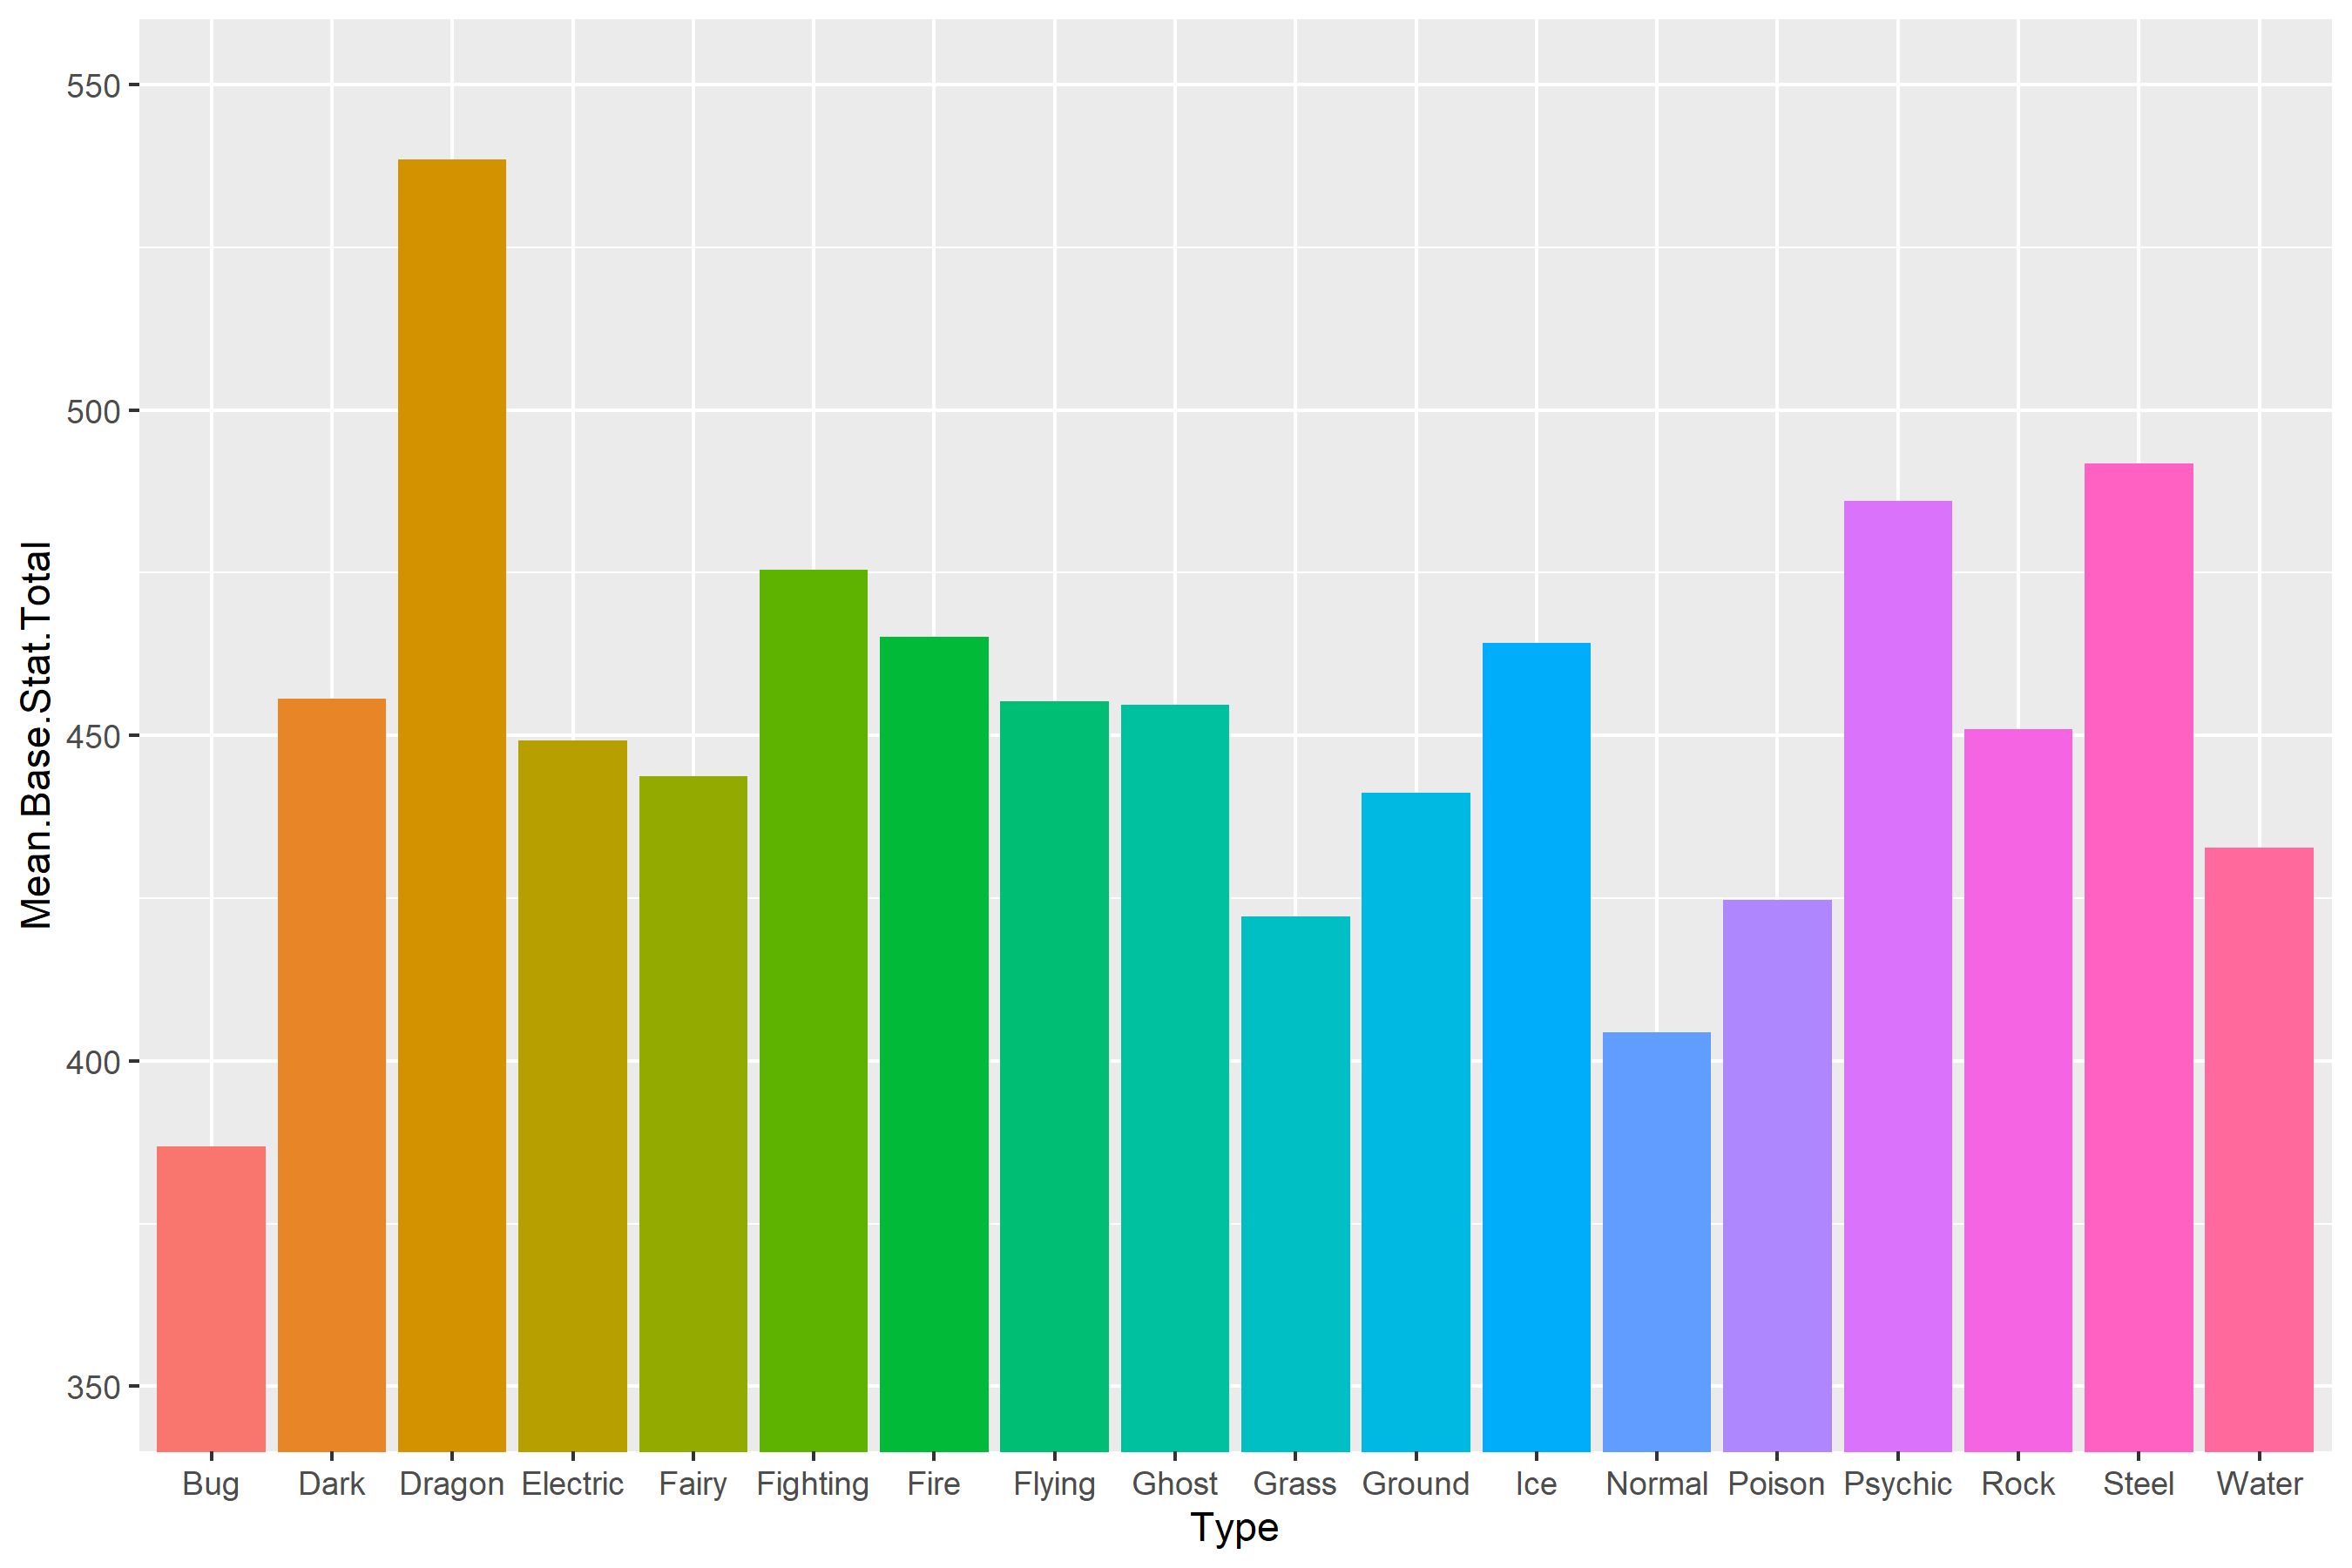 Mean.Base.Stat.Total
550
500
450
400
350
Bug Dark Dragon Electric Fairy Fighting Fire Flying Ghost Grass Ground Ice Normal Poison Psychic Rock Steel Water
Type